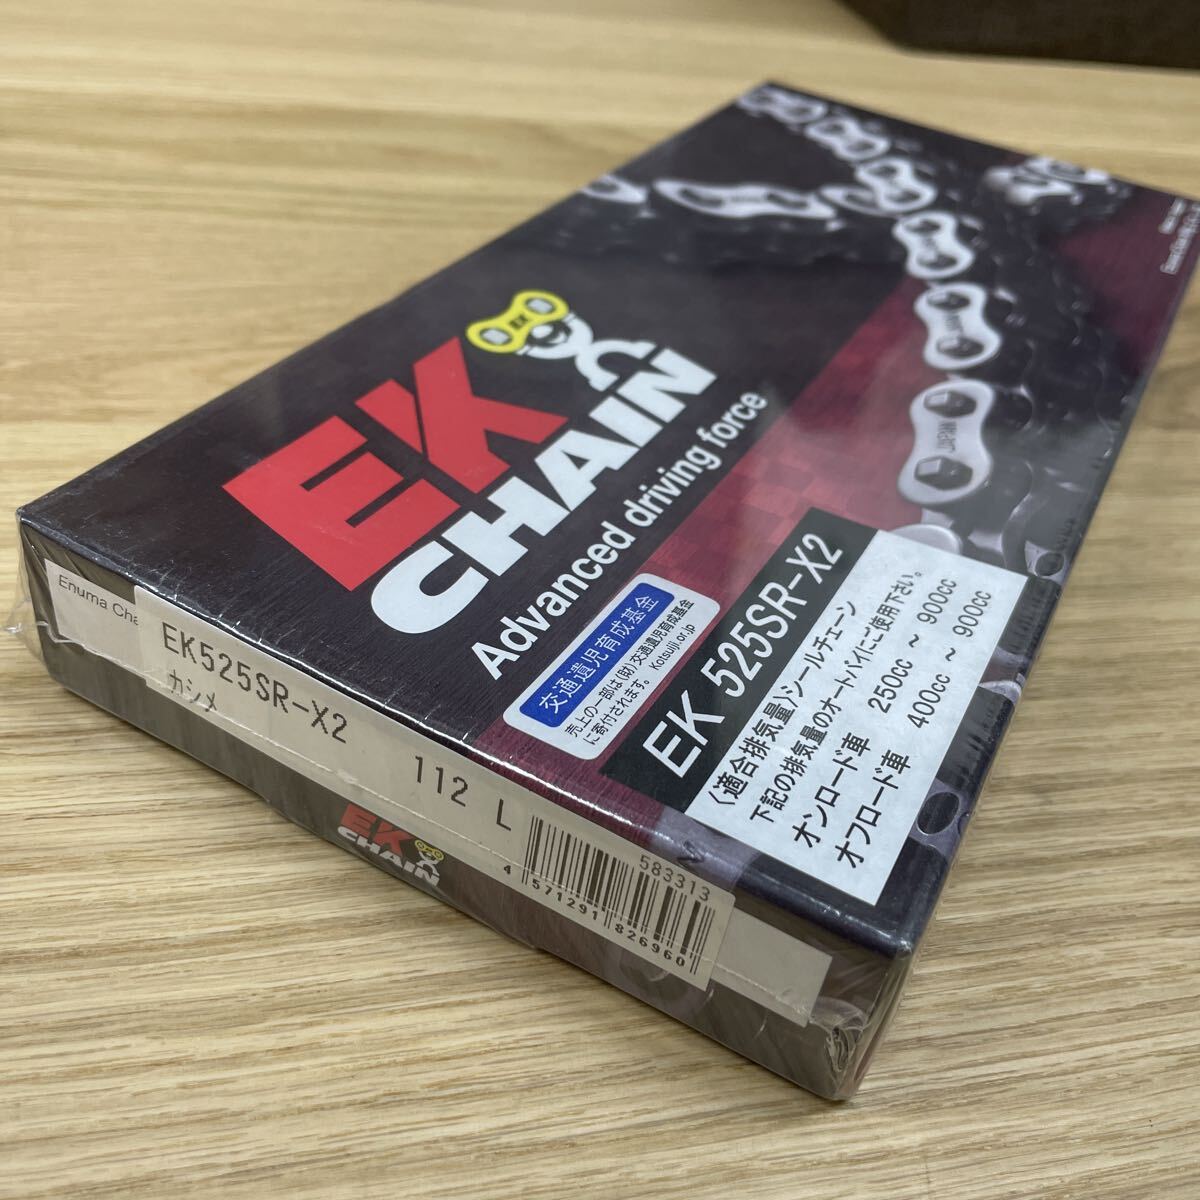 EK
EK
CHAIN
Advanced driving force
交通遺児育成基金
売上の一部は(財)交通遺児育成基金
に寄付されます。 Kotsuiji.or.jp
EK 525SR-X2
〈適合排気量〉シールチェーン
下記の排気量のオートバイにご使用下さい。
オンロード車 250cc ~ 900cc
オフロード車 400cc ~ 900cc
JAPAN
Enuma Cha
EK525SR-X2
カシメ
112 L
EK
CHAIN
583313
4 571291 826960